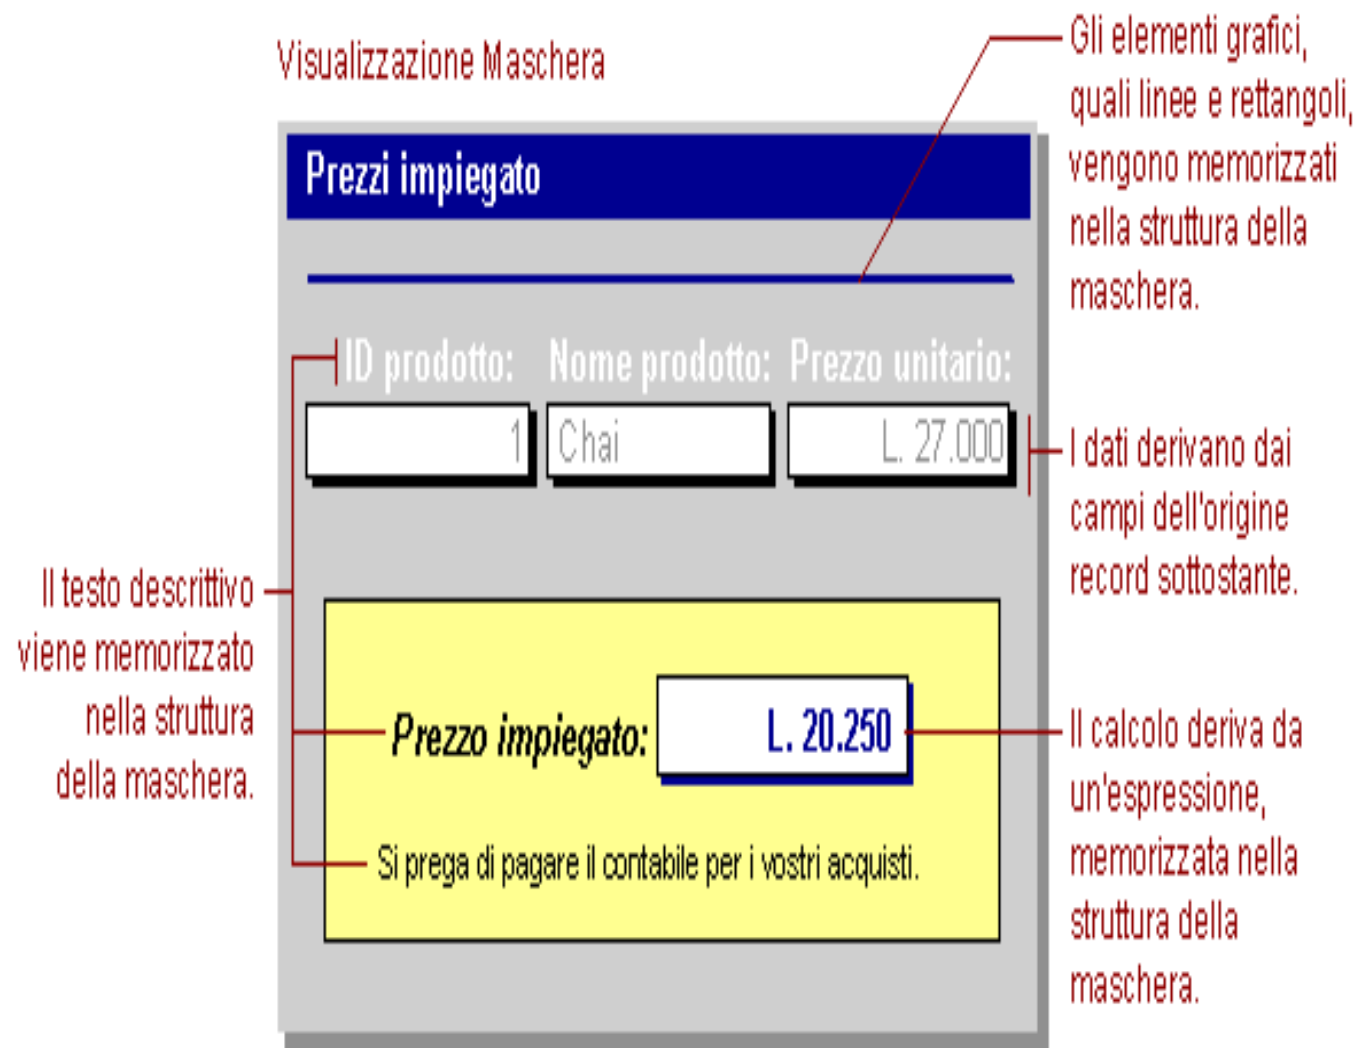 Visualizzazione Maschera
Gli elementi grafici,
quali linee e rettangoli,
vengono memorizzati
nella struttura della
maschera.
Prezzi impiegato
ID prodotto: Nome prodotto: Prezzo unitario:
1 Chai L. 27.000
I dati derivano dai
campi dell'origine
record sottostante.
Il testo descrittivo
viene memorizzato
nella struttura
della maschera.
Prezzo impiegato: L. 20.250
Si prega di pagare il contabile per i vostri acquisti.
Il calcolo deriva da
un'espressione,
memorizzata nella
struttura della
maschera.